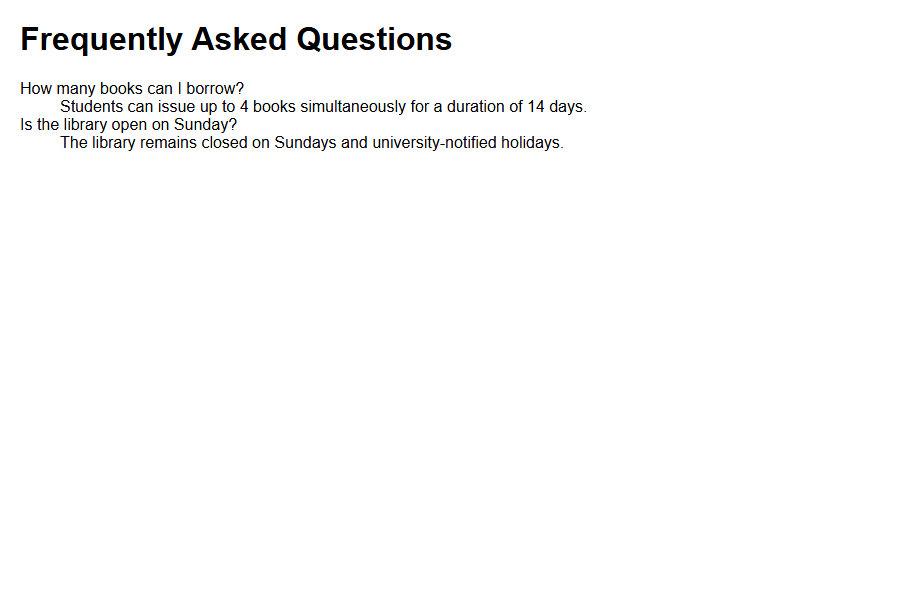 Frequently Asked Questions
How many books can I borrow?
Students can issue up to 4 books simultaneously for a duration of 14 days.
Is the library open on Sunday?
The library remains closed on Sundays and university-notified holidays.